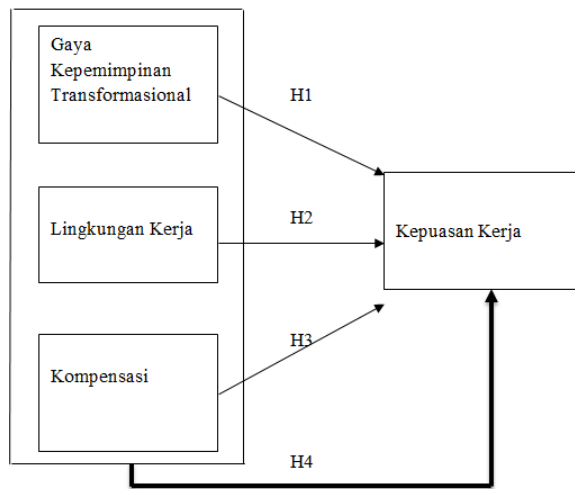 Gaya
Kepemimpinan
Transformasional
H1
Lingkungan Kerja
H2
Kepuasan Kerja
H3
Kompensasi
H4